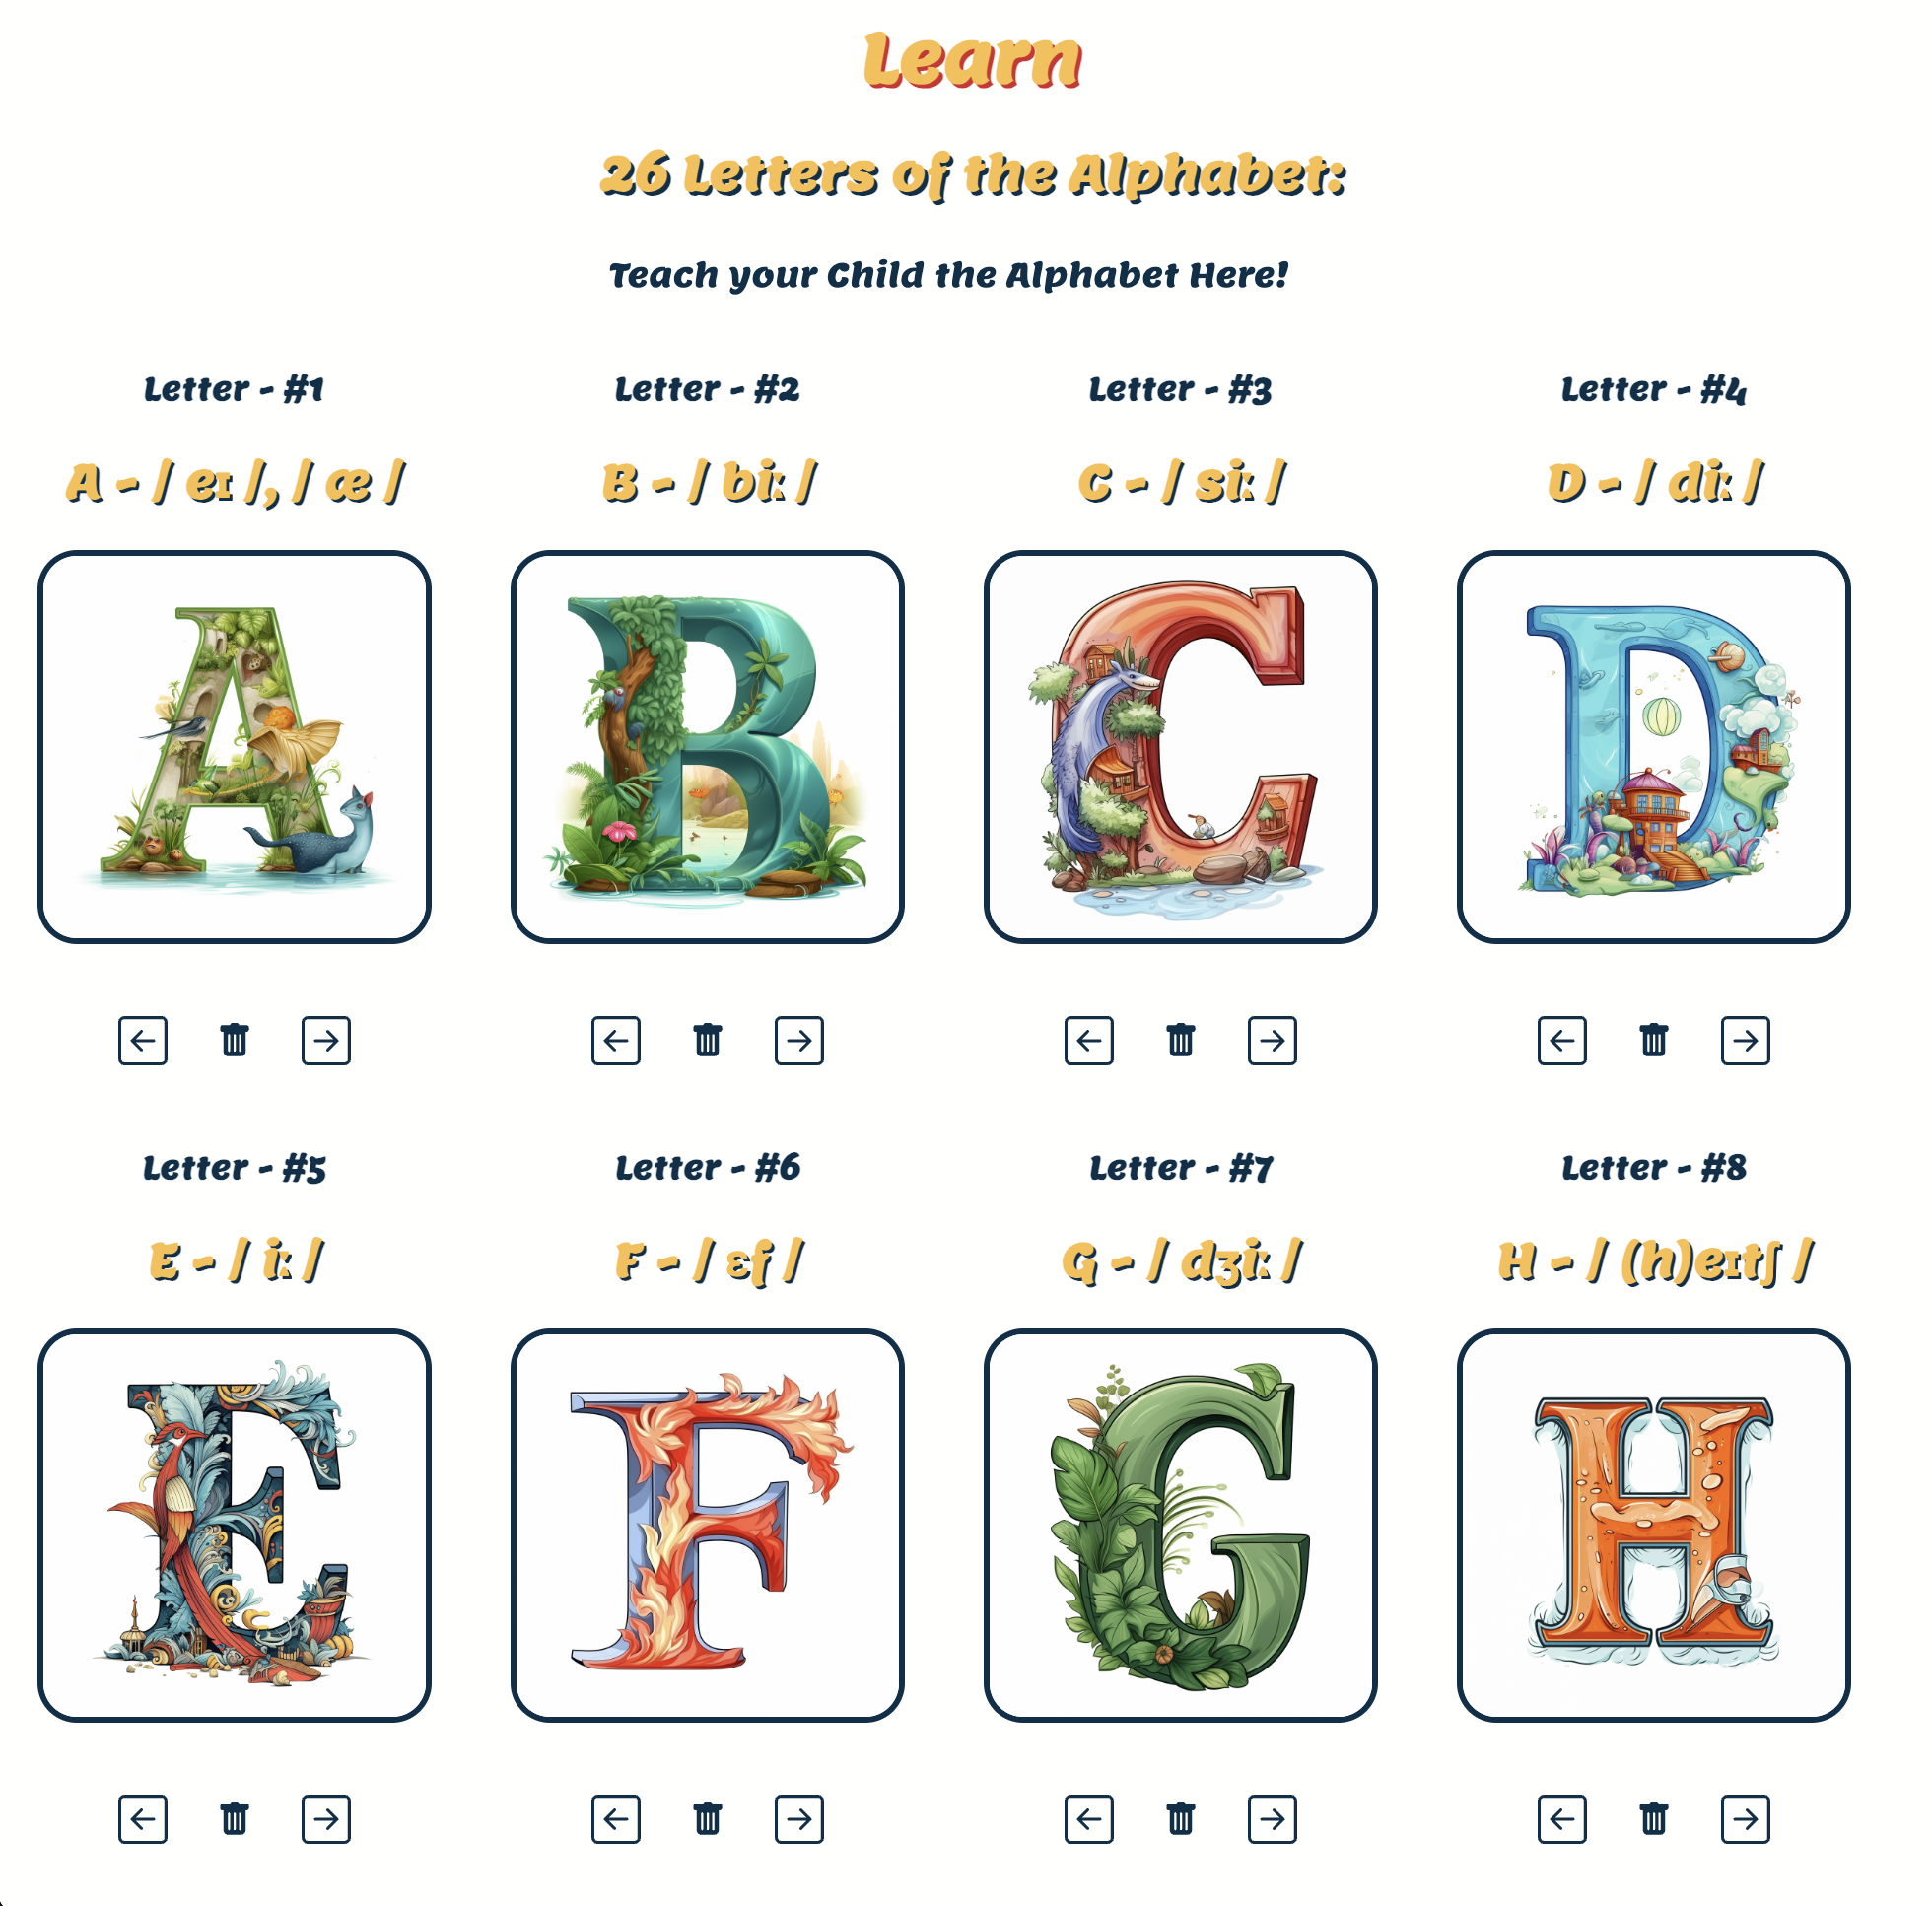 Learn
26 Letters of the Alphabet:
Teach your Child the Alphabet Here!
Letter - #1
A - / eɪ /, / æ /
A
Letter - #2
B - / biː /
B
Letter - #3
C - / siː /
C
Letter - #4
D - / diː /
D
Letter - #5
E - / iː /
E
Letter - #6
F - / ɛf /
F
Letter - #7
G - / dʒiː /
G
Letter - #8
H - / (h)eɪtʃ /
H